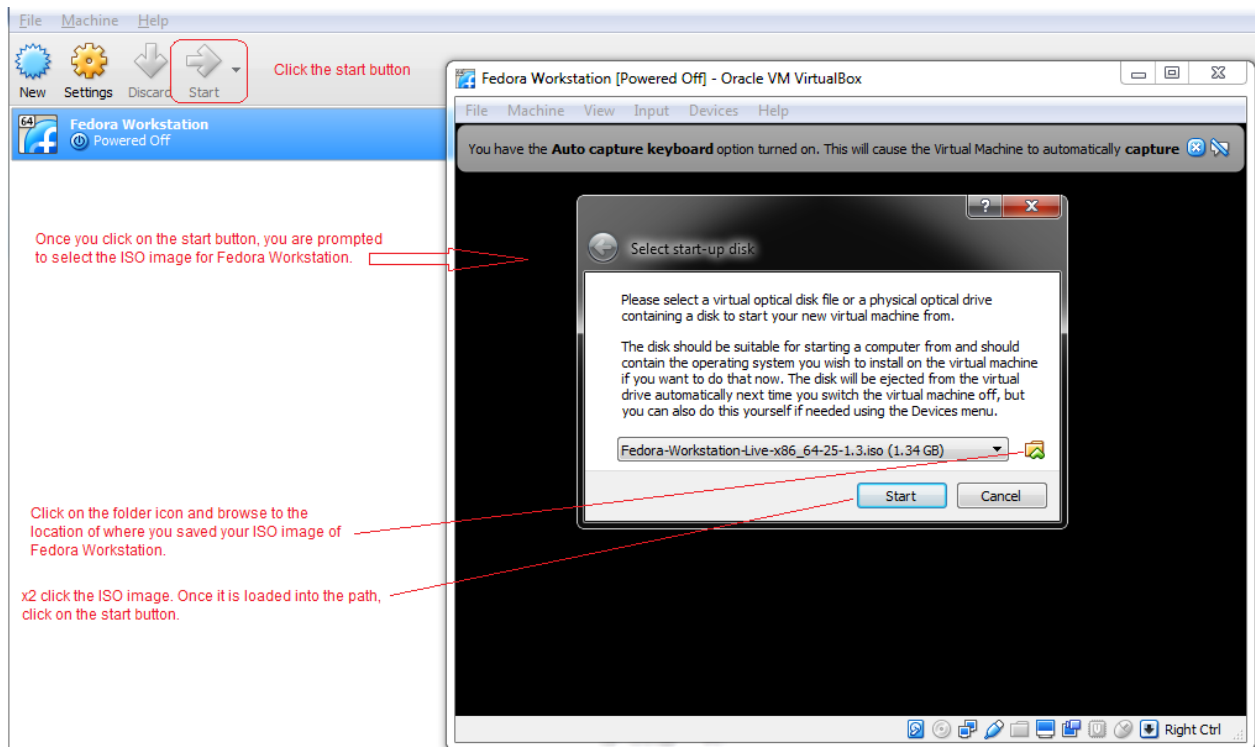 File Machine Help
New Settings Discard Start
Click the start button
64
Fedora Workstation
Powered Off
Once you click on the start button, you are prompted
to select the ISO image for Fedora Workstation.
Click on the folder icon and browse to the
location of where you saved your ISO image of
Fedora Workstation.
x2 click the ISO image. Once it is loaded into the path,
click on the start button.
Fedora Workstation [Powered Off] - Oracle VM VirtualBox
File Machine View Input Devices Help
You have the Auto capture keyboard option turned on. This will cause the Virtual Machine to automatically capture
?
Select start-up disk
Please select a virtual optical disk file or a physical optical drive
containing a disk to start your new virtual machine from.
The disk should be suitable for starting a computer from and should
contain the operating system you wish to install on the virtual machine
if you want to do that now. The disk will be ejected from the virtual
drive automatically next time you switch the virtual machine off, but
you can also do this yourself if needed using the Devices menu.
Fedora-Workstation-Live-x86_64-25-1.3.iso (1.34 GB)
Start Cancel
Right Ctrl